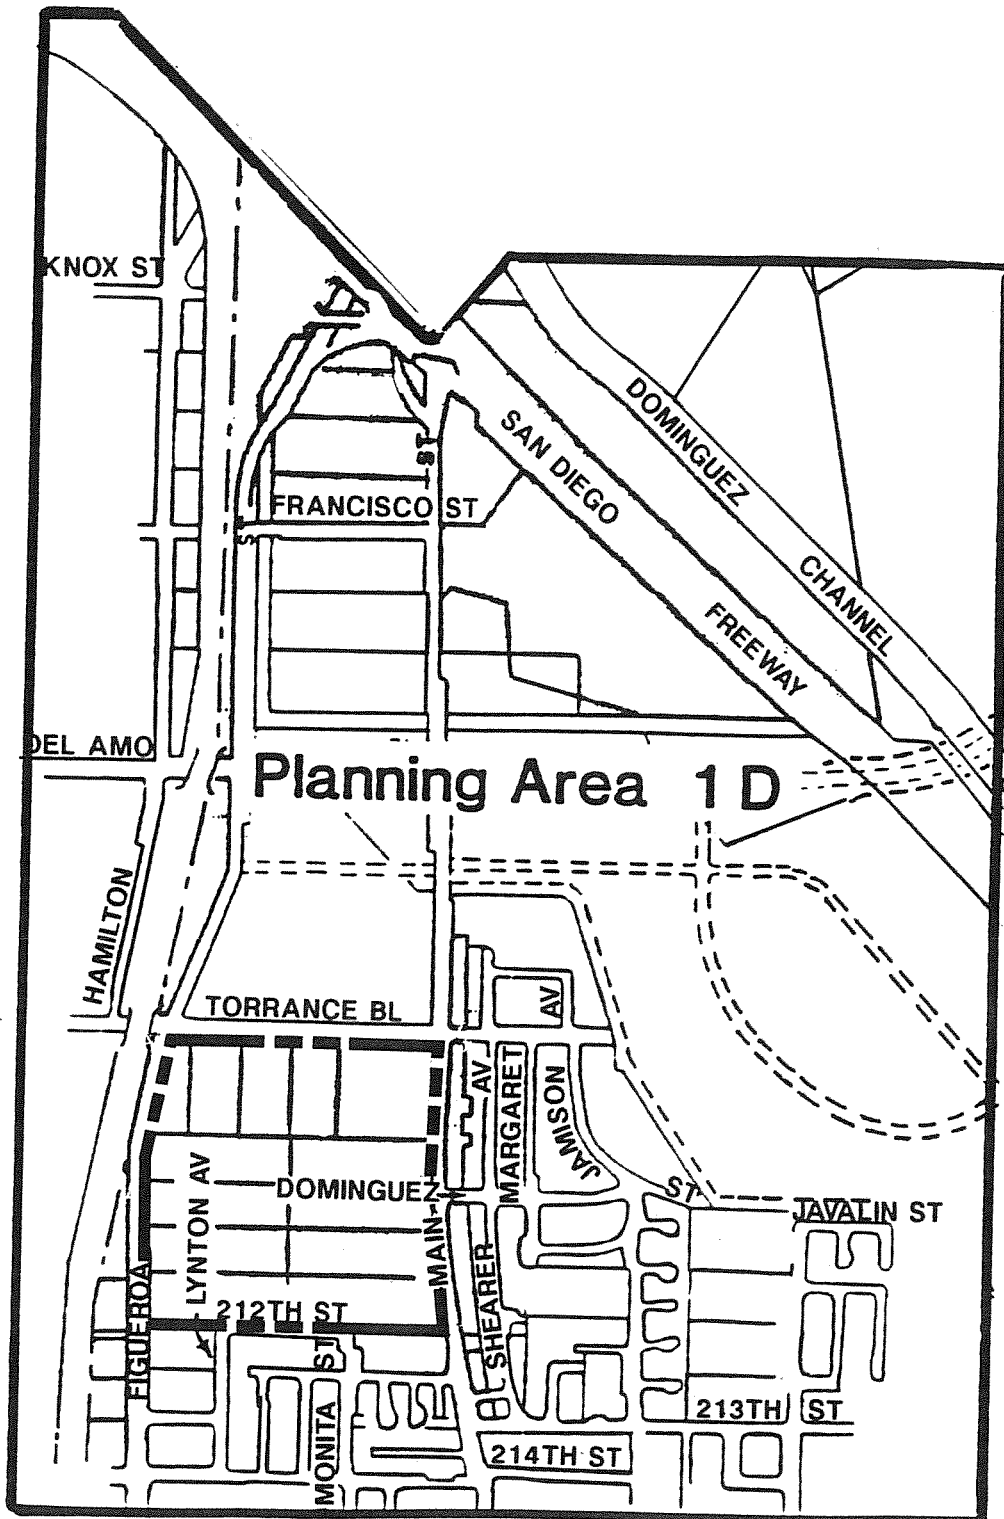 KNOX ST
DOMINGUEZ
CHANNEL
SAN DIEGO
FREEWAY
ST
FRANCISCO ST
ST
DEL AMO
Planning Area 1 D
HAMILTON
TORRANCE BL
AV
AV
MARGARET
JAMISON
LYNTON AV
DOMINGUEZ
ST
JAVALIN ST
MAIN
SHEARER
212TH ST
FIGUEROA
ST
MONITA
213TH ST
214TH ST